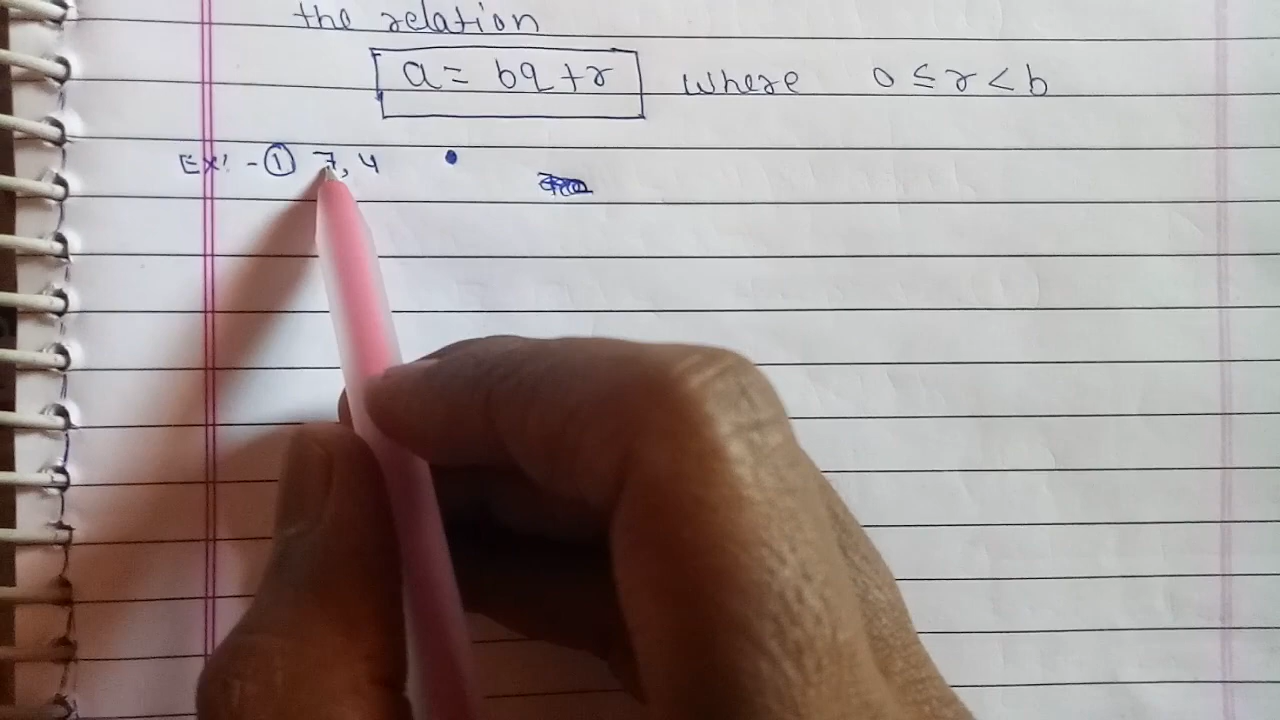 the relation
a = bq + r where 0 ≤ r < b
Ex! - ① 7, 4